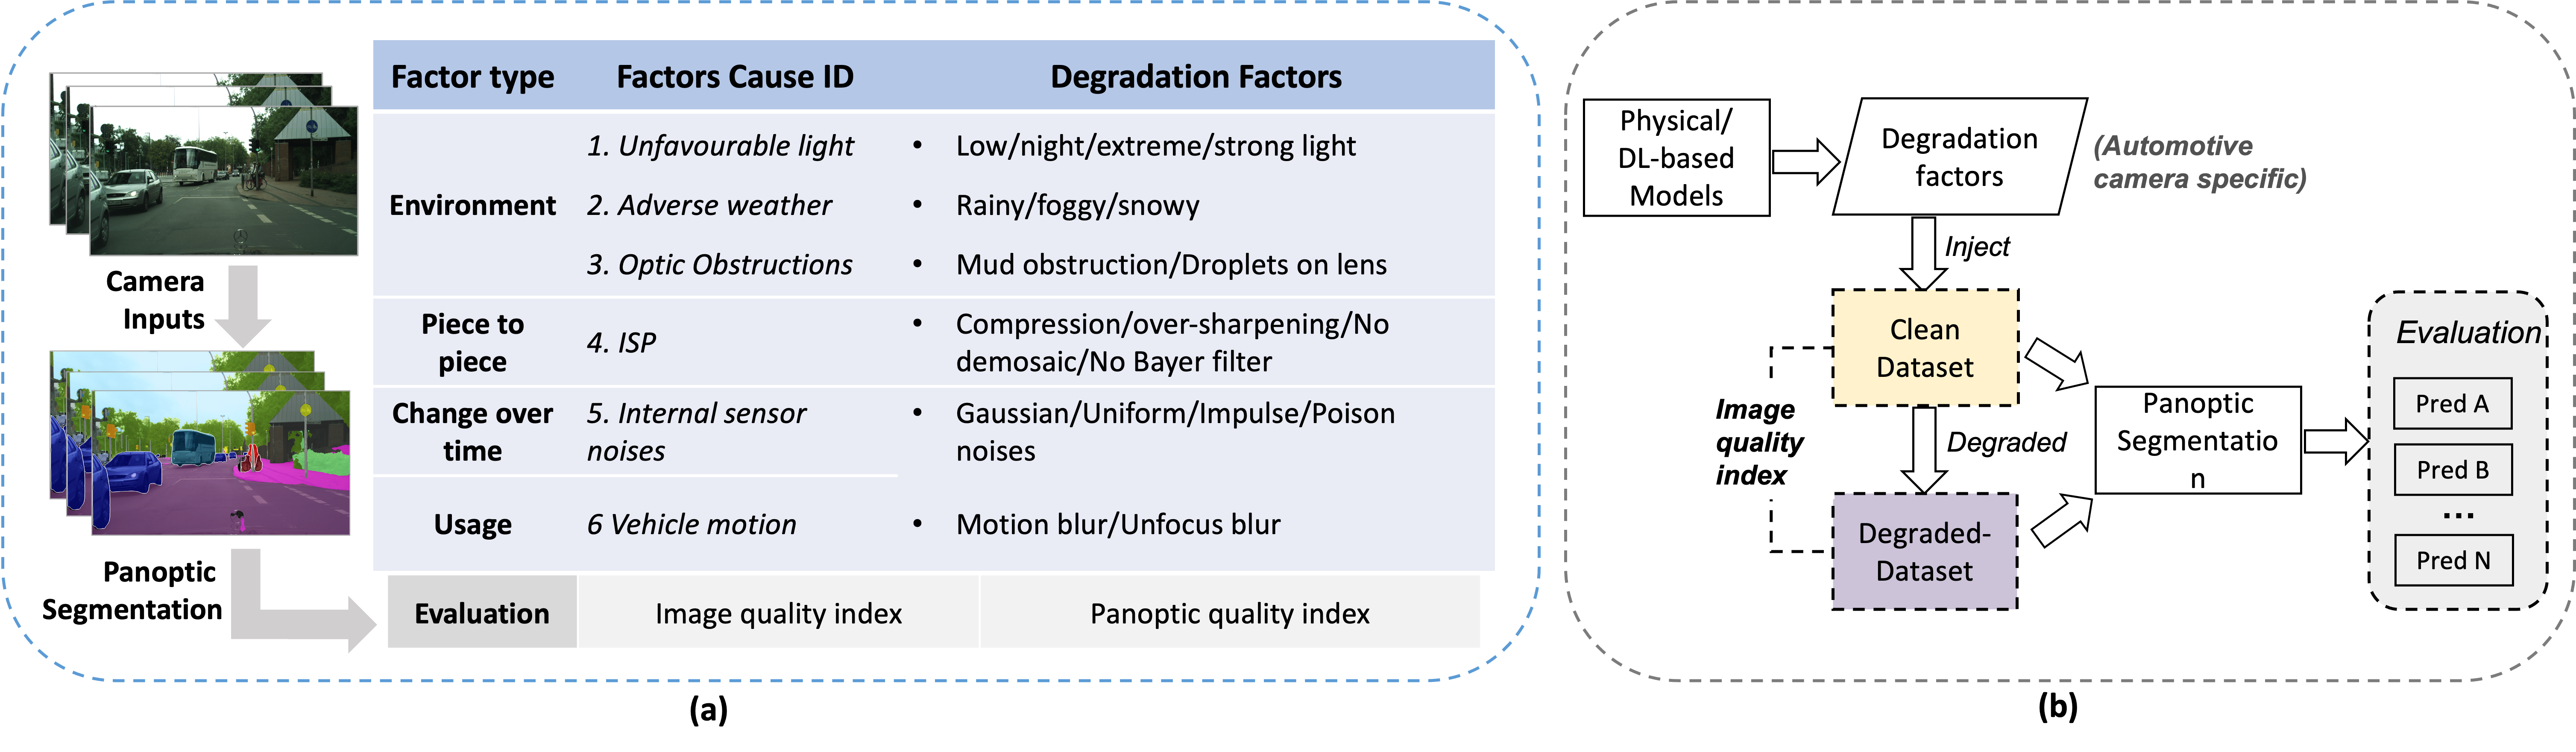 Factor type
Factors Cause ID
Degradation Factors
Environment
1. Unfavourable light
• Low/night/extreme/strong light
2. Adverse weather
• Rainy/foggy/snowy
3. Optic Obstructions
• Mud obstruction/Droplets on lens
Piece to
piece
4. ISP
• Compression/over-sharpening/No
demosaic/No Bayer filter
Change over
time
5. Internal sensor
noises
• Gaussian/Uniform/Impulse/Poison
noises
Usage
6 Vehicle motion
• Motion blur/Unfocus blur
Evaluation
Image quality index
Panoptic quality index
Camera
Inputs
Panoptic
Segmentation
(a)
Physical/
DL-based
Models
Degradation
factors
(Automotive
camera specific)
Inject
Clean
Dataset
Image
quality
index
Degraded
Degraded-
Dataset
Panoptic
Segmentatio
n
Evaluation
Pred A
Pred B
...
Pred N
(b)